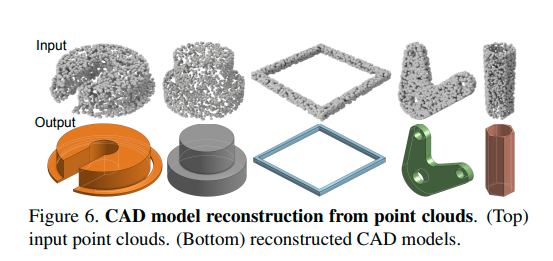 Input
Output
Figure 6. CAD model reconstruction from point clouds. (Top)
input point clouds. (Bottom) reconstructed CAD models.